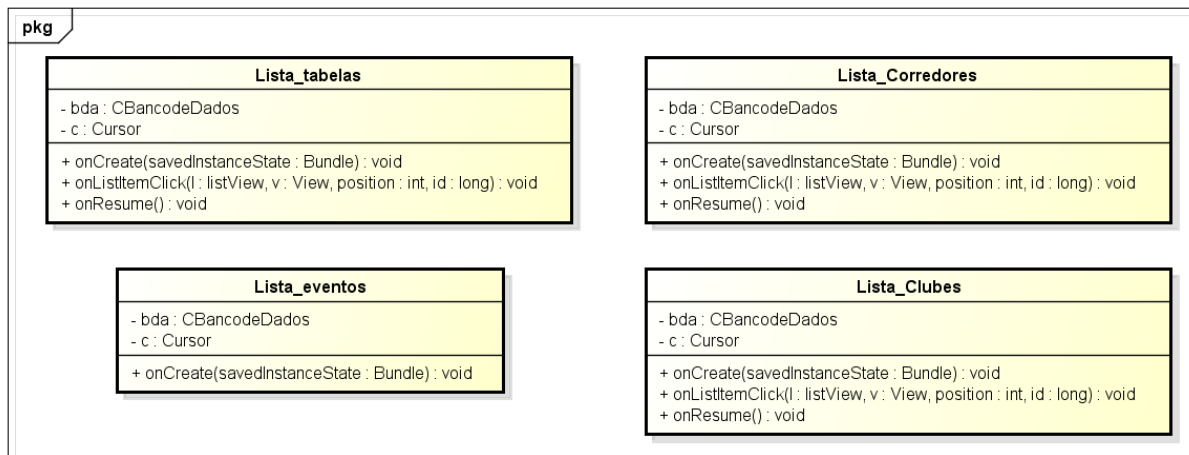 pkg
Lista_tabelas
- bda : CBancodeDados
- c : Cursor
+ onCreate(savedInstanceState : Bundle) : void
+ onListItemClick(l : listView, v : View, position : int, id : long) : void
+ onResume() : void
Lista_Corredores
- bda : CBancodeDados
- c : Cursor
+ onCreate(savedInstanceState : Bundle) : void
+ onListItemClick(l : listView, v : View, position : int, id : long) : void
+ onResume() : void
Lista_eventos
- bda : CBancodeDados
- c : Cursor
+ onCreate(savedInstanceState : Bundle) : void
Lista_Clubes
- bda : CBancodeDados
- c : Cursor
+ onCreate(savedInstanceState : Bundle) : void
+ onListItemClick(l : listView, v : View, position : int, id : long) : void
+ onResume() : void